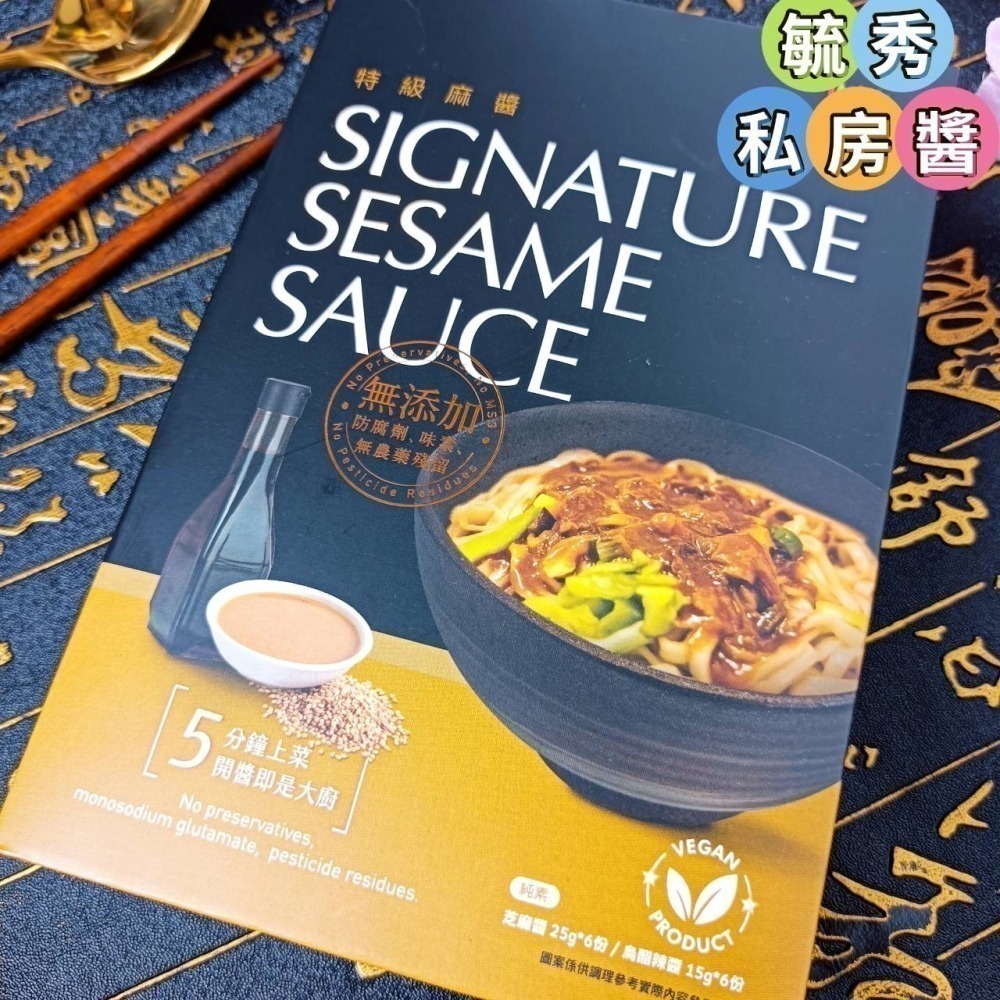 毓秀
私房醬
特級麻醬
SIGNATURE
SESAME
SAUCE
No Preservatives, No MSG
無添加
防腐劑、味素、
無農藥殘留
No Pesticide Residues
5分鐘上菜
開醬即是大廚
No preservatives,
monosodium glutamate, pesticide residues.
VEGAN
PRODUCT
純素
芝麻醬 25g*6份 / 烏醋辣醬 15g*6份
圖案係供調理參考實際內容